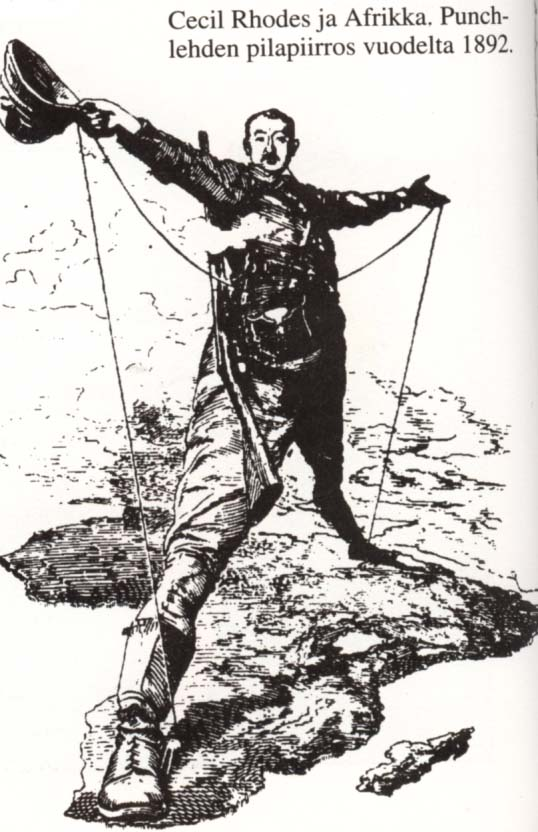 Cecil Rhodes ja Afrikka. Punch-
lehden pilapiirros vuodelta 1892.